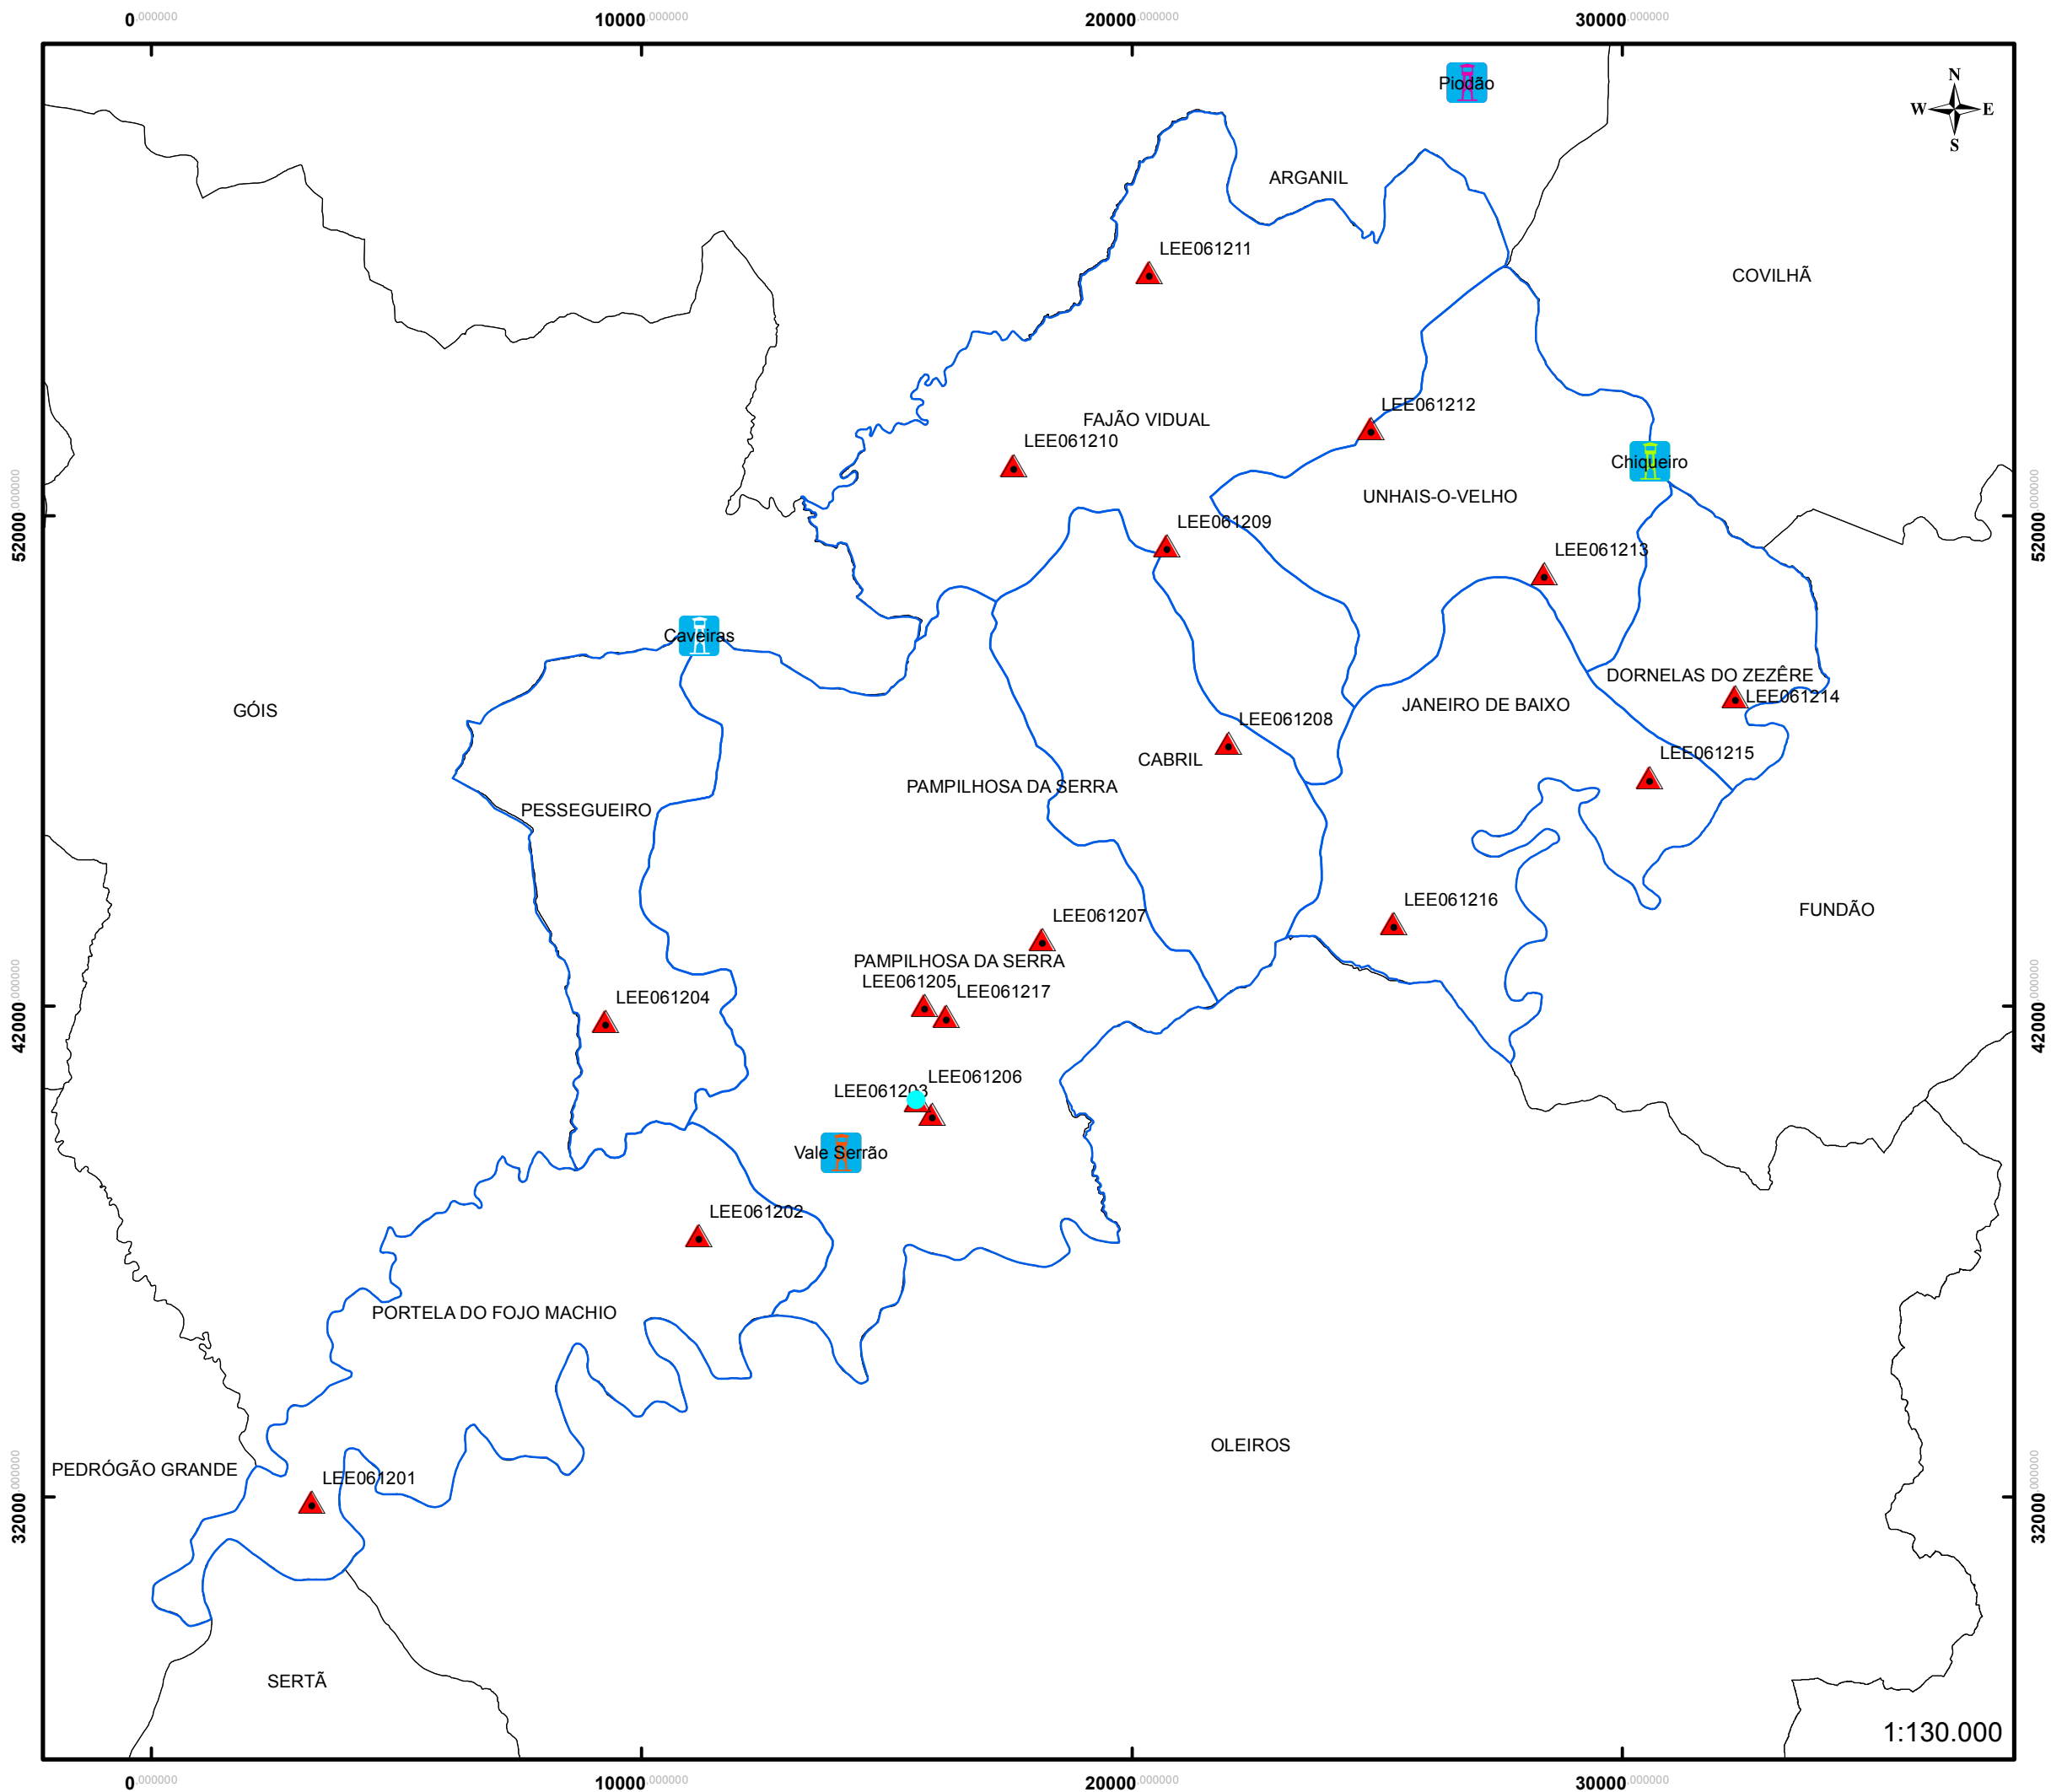 0.000000 10000.000000 20000.000000 30000.000000
Piodão
N
W E
S
ARGANIL
LEE061211
COVILHÃ
LEE061212
FAJÃO VIDUAL
LEE061210
Chiqueiro
UNHAIS-O-VELHO
52000.000000
52000.000000
LEE061209
LEE061213
Caveiras
DORNELAS DO ZEZÊRE
LEE061214
GÓIS
JANEIRO DE BAIXO
LEE061208
LEE061215
CABRIL
PAMPILHOSA DA SERRA
PESSEGUEIRO
LEE061216
FUNDÃO
LEE061207
PAMPILHOSA DA SERRA
LEE061205
LEE061217
LEE061204
42000.000000
42000.000000
LEE061206
LEE061203
Vale Serrão
LEE061202
PORTELA DO FOJO MACHIO
OLEIROS
PEDRÓGÃO GRANDE
LEE061201
32000.000000
32000.000000
SERTÃ
1:130.000
0.000000 10000.000000 20000.000000 30000.000000